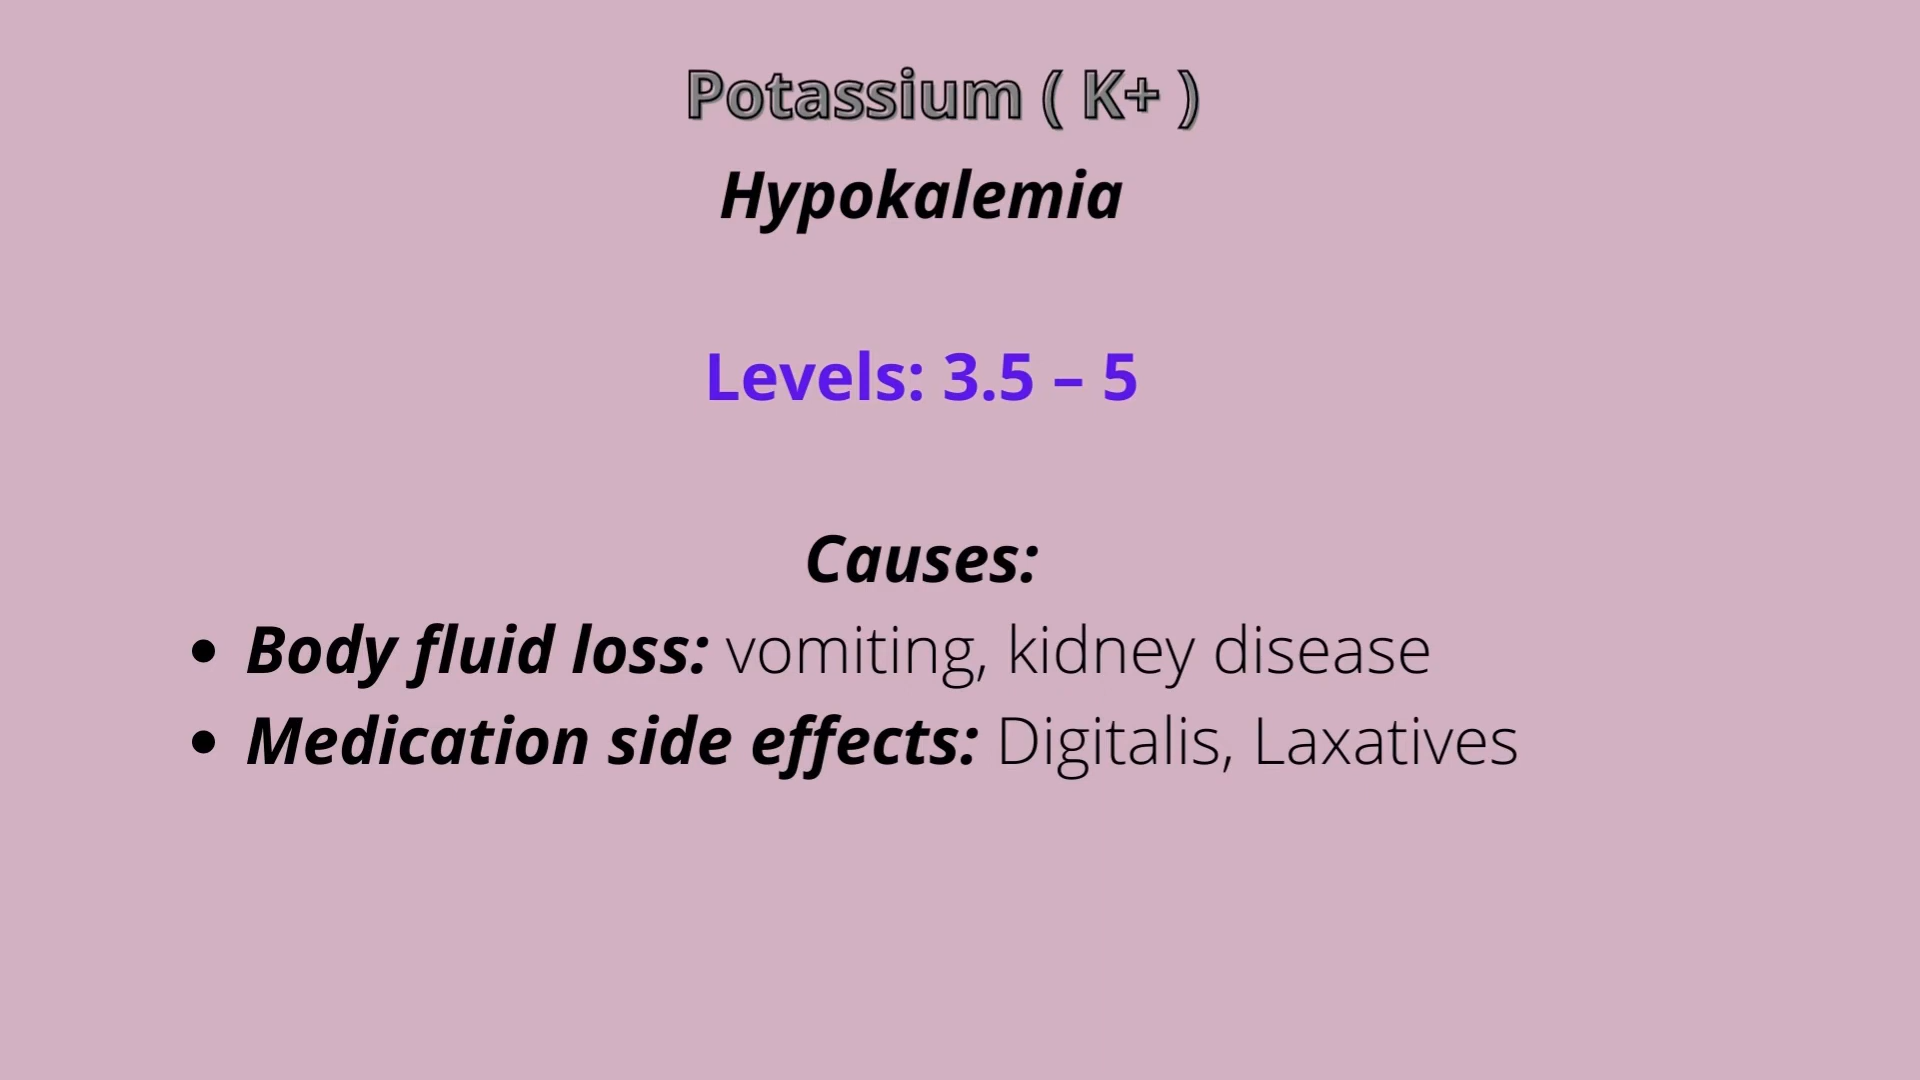 Potassium ( K+ )
Hypokalemia
Levels: 3.5 – 5
Causes:
• Body fluid loss: vomiting, kidney disease
• Medication side effects: Digitalis, Laxatives